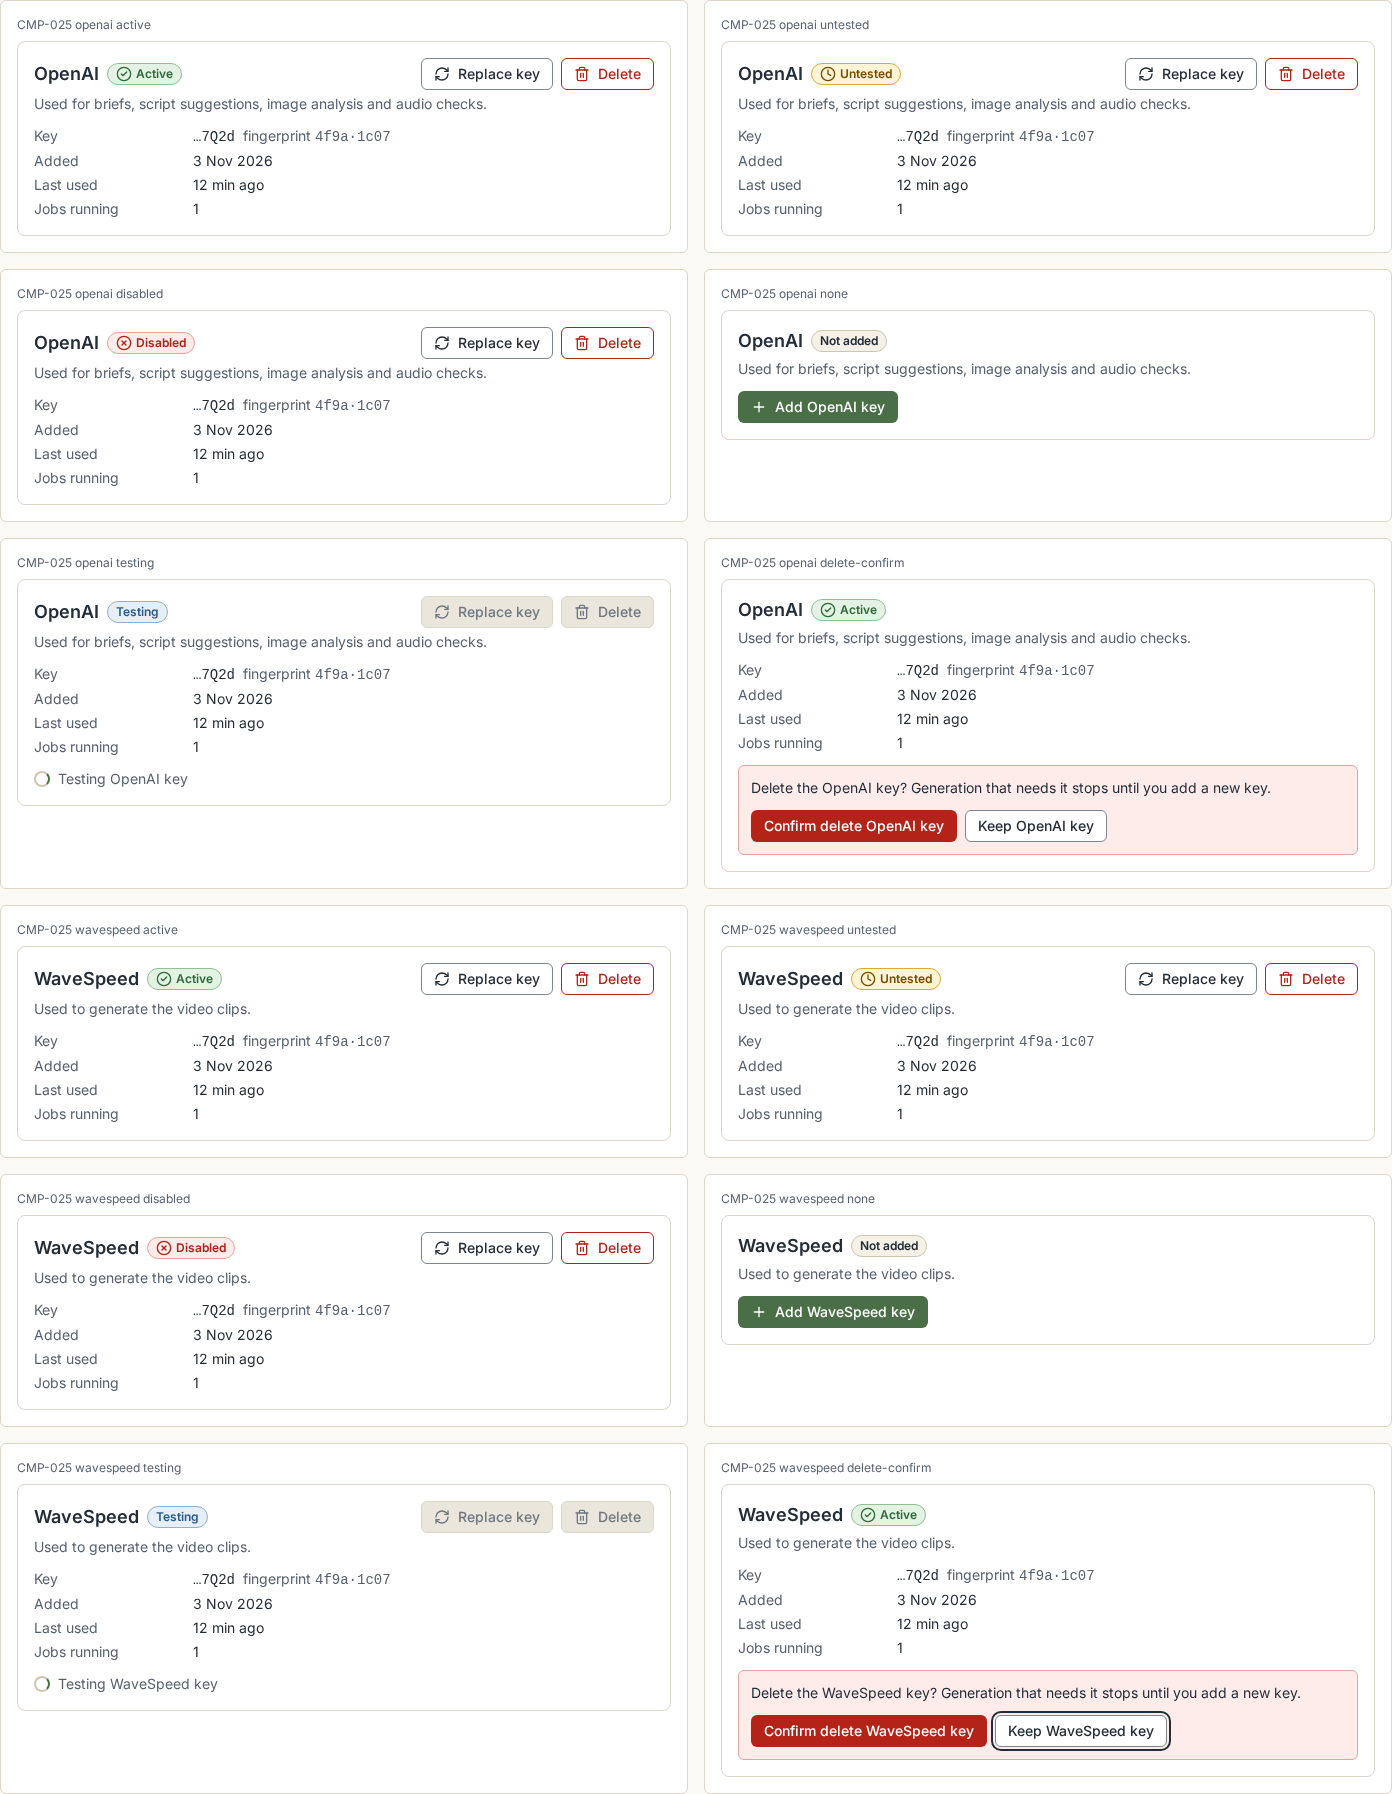 CMP-025 openai active
OpenAI Active Replace key Delete
Used for briefs, script suggestions, image analysis and audio checks.
Key …7Q2d fingerprint 4f9a·1c07
Added 3 Nov 2026
Last used 12 min ago
Jobs running 1
CMP-025 openai untested
OpenAI Untested Replace key Delete
Used for briefs, script suggestions, image analysis and audio checks.
Key …7Q2d fingerprint 4f9a·1c07
Added 3 Nov 2026
Last used 12 min ago
Jobs running 1
CMP-025 openai disabled
OpenAI Disabled Replace key Delete
Used for briefs, script suggestions, image analysis and audio checks.
Key …7Q2d fingerprint 4f9a·1c07
Added 3 Nov 2026
Last used 12 min ago
Jobs running 1
CMP-025 openai none
OpenAI Not added
Used for briefs, script suggestions, image analysis and audio checks.
Add OpenAI key
CMP-025 openai testing
OpenAI Testing Replace key Delete
Used for briefs, script suggestions, image analysis and audio checks.
Key …7Q2d fingerprint 4f9a·1c07
Added 3 Nov 2026
Last used 12 min ago
Jobs running 1
Testing OpenAI key
CMP-025 openai delete-confirm
OpenAI Active
Used for briefs, script suggestions, image analysis and audio checks.
Key …7Q2d fingerprint 4f9a·1c07
Added 3 Nov 2026
Last used 12 min ago
Jobs running 1
Delete the OpenAI key? Generation that needs it stops until you add a new key.
Confirm delete OpenAI key Keep OpenAI key
CMP-025 wavespeed active
WaveSpeed Active Replace key Delete
Used to generate the video clips.
Key …7Q2d fingerprint 4f9a·1c07
Added 3 Nov 2026
Last used 12 min ago
Jobs running 1
CMP-025 wavespeed untested
WaveSpeed Untested Replace key Delete
Used to generate the video clips.
Key …7Q2d fingerprint 4f9a·1c07
Added 3 Nov 2026
Last used 12 min ago
Jobs running 1
CMP-025 wavespeed disabled
WaveSpeed Disabled Replace key Delete
Used to generate the video clips.
Key …7Q2d fingerprint 4f9a·1c07
Added 3 Nov 2026
Last used 12 min ago
Jobs running 1
CMP-025 wavespeed none
WaveSpeed Not added
Used to generate the video clips.
Add WaveSpeed key
CMP-025 wavespeed testing
WaveSpeed Testing Replace key Delete
Used to generate the video clips.
Key …7Q2d fingerprint 4f9a·1c07
Added 3 Nov 2026
Last used 12 min ago
Jobs running 1
Testing WaveSpeed key
CMP-025 wavespeed delete-confirm
WaveSpeed Active
Used to generate the video clips.
Key …7Q2d fingerprint 4f9a·1c07
Added 3 Nov 2026
Last used 12 min ago
Jobs running 1
Delete the WaveSpeed key? Generation that needs it stops until you add a new key.
Confirm delete WaveSpeed key Keep WaveSpeed key